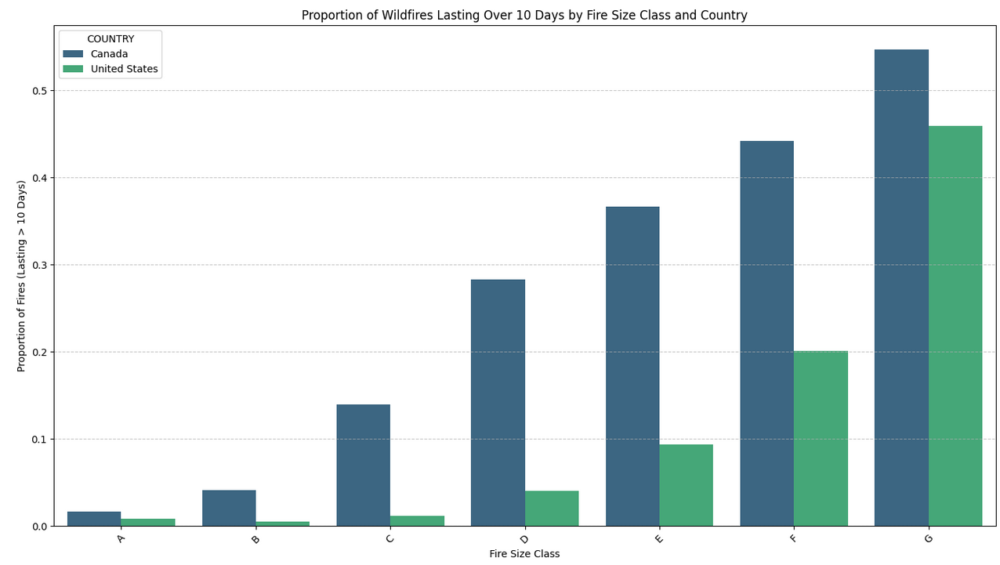 Proportion of Wildfires Lasting Over 10 Days by Fire Size Class and Country
COUNTRY
Canada
United States
Proportion of Fires (Lasting > 10 Days)
0.5
0.4
0.3
0.2
0.1
0.0
A
B
C
D
E
F
G
Fire Size Class